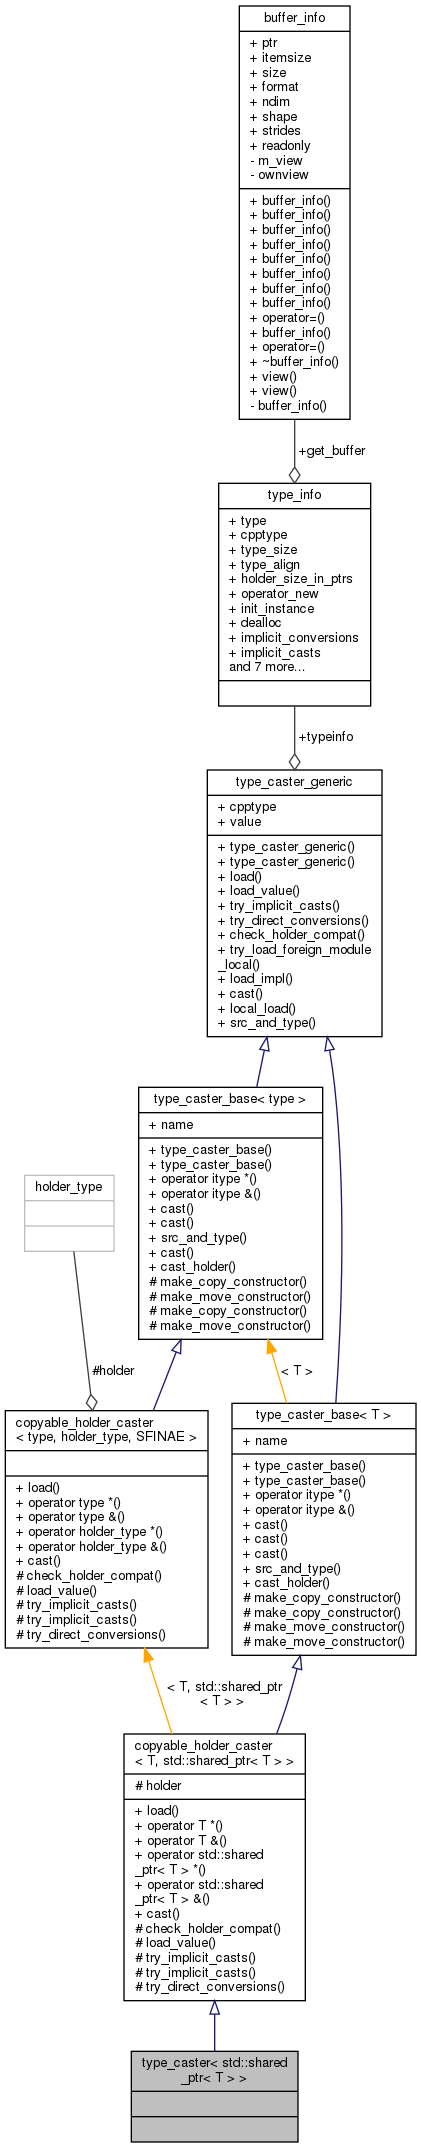 buffer_info
+ ptr
+ itemsize
+ size
+ format
+ ndim
+ shape
+ strides
+ readonly
- m_view
- ownview
+ buffer_info()
+ buffer_info()
+ buffer_info()
+ buffer_info()
+ buffer_info()
+ buffer_info()
+ buffer_info()
+ buffer_info()
+ operator=()
+ buffer_info()
+ operator=()
+ ~buffer_info()
+ view()
+ view()
- buffer_info()
+get_buffer
type_info
+ type
+ cpptype
+ type_size
+ type_align
+ holder_size_in_ptrs
+ operator_new
+ init_instance
+ dealloc
+ implicit_conversions
+ implicit_casts
and 7 more...
+typeinfo
type_caster_generic
+ cpptype
+ value
+ type_caster_generic()
+ type_caster_generic()
+ load()
+ load_value()
+ try_implicit_casts()
+ try_direct_conversions()
+ check_holder_compat()
+ try_load_foreign_module
_local()
+ load_impl()
+ cast()
+ local_load()
+ src_and_type()
type_caster_base< type >
+ name
+ type_caster_base()
+ type_caster_base()
+ operator itype *()
+ operator itype &()
+ cast()
+ cast()
+ src_and_type()
+ cast()
+ cast_holder()
# make_copy_constructor()
# make_move_constructor()
# make_copy_constructor()
# make_move_constructor()
holder_type
#holder
< T >
copyable_holder_caster
< type, holder_type, SFINAE >
+ load()
+ operator type *()
+ operator type &()
+ operator holder_type *()
+ operator holder_type &()
+ cast()
# check_holder_compat()
# load_value()
# try_implicit_casts()
# try_implicit_casts()
# try_direct_conversions()
type_caster_base< T >
+ name
+ type_caster_base()
+ type_caster_base()
+ operator itype *()
+ operator itype &()
+ cast()
+ cast()
+ cast()
+ src_and_type()
+ cast_holder()
# make_copy_constructor()
# make_copy_constructor()
# make_move_constructor()
# make_move_constructor()
< T, std::shared_ptr
< T > >
copyable_holder_caster
< T, std::shared_ptr< T > >
# holder
+ load()
+ operator T *()
+ operator T &()
+ operator std::shared
_ptr< T > *()
+ operator std::shared
_ptr< T > &()
+ cast()
# check_holder_compat()
# load_value()
# try_implicit_casts()
# try_implicit_casts()
# try_direct_conversions()
type_caster< std::shared
_ptr< T > >